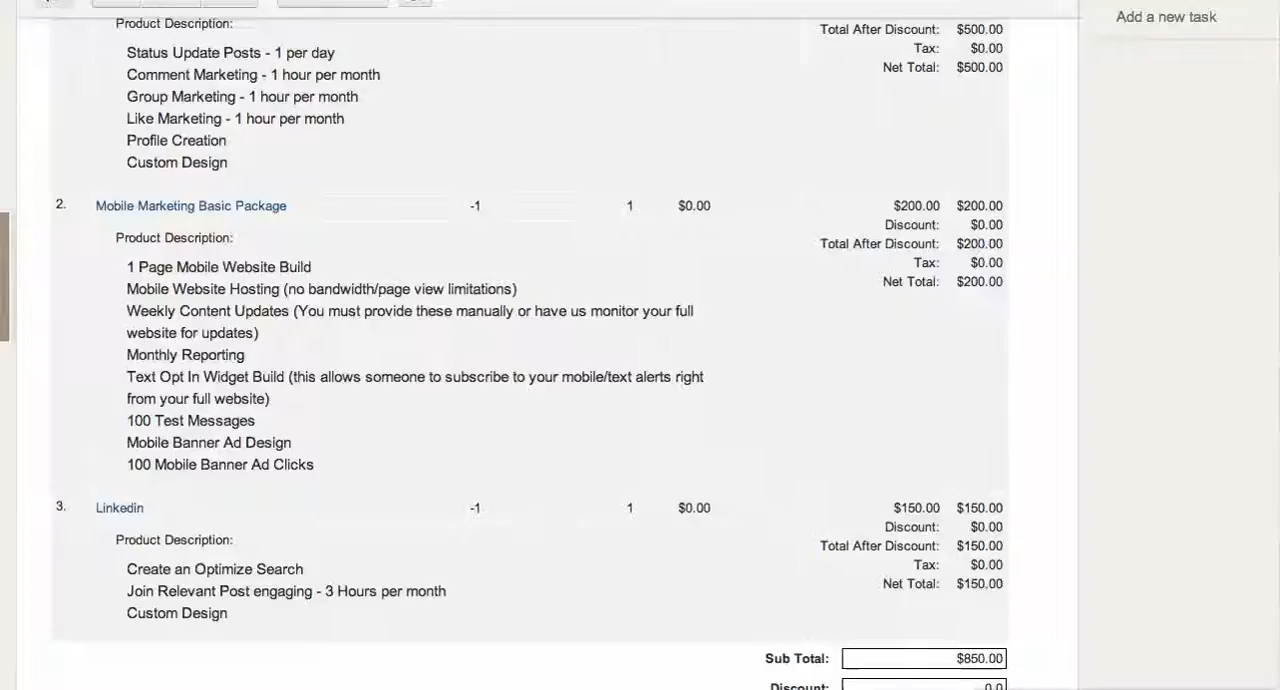 Add a new task
Product Description:
Total After Discount: $500.00
Status Update Posts - 1 per day
Tax: $0.00
Comment Marketing - 1 hour per month
Net Total: $500.00
Group Marketing - 1 hour per month
Like Marketing - 1 hour per month
Profile Creation
Custom Design
2. Mobile Marketing Basic Package -1 1 $0.00 $200.00 $200.00
Discount: $0.00
Product Description:
Total After Discount: $200.00
1 Page Mobile Website Build
Tax: $0.00
Mobile Website Hosting (no bandwidth/page view limitations)
Net Total: $200.00
Weekly Content Updates (You must provide these manually or have us monitor your full
website for updates)
Monthly Reporting
Text Opt In Widget Build (this allows someone to subscribe to your mobile/text alerts right
from your full website)
100 Test Messages
Mobile Banner Ad Design
100 Mobile Banner Ad Clicks
3. Linkedin -1 1 $0.00 $150.00 $150.00
Discount: $0.00
Product Description:
Total After Discount: $150.00
Create an Optimize Search
Tax: $0.00
Join Relevant Post engaging - 3 Hours per month
Net Total: $150.00
Custom Design
Sub Total: $850.00
Discount: 0.0